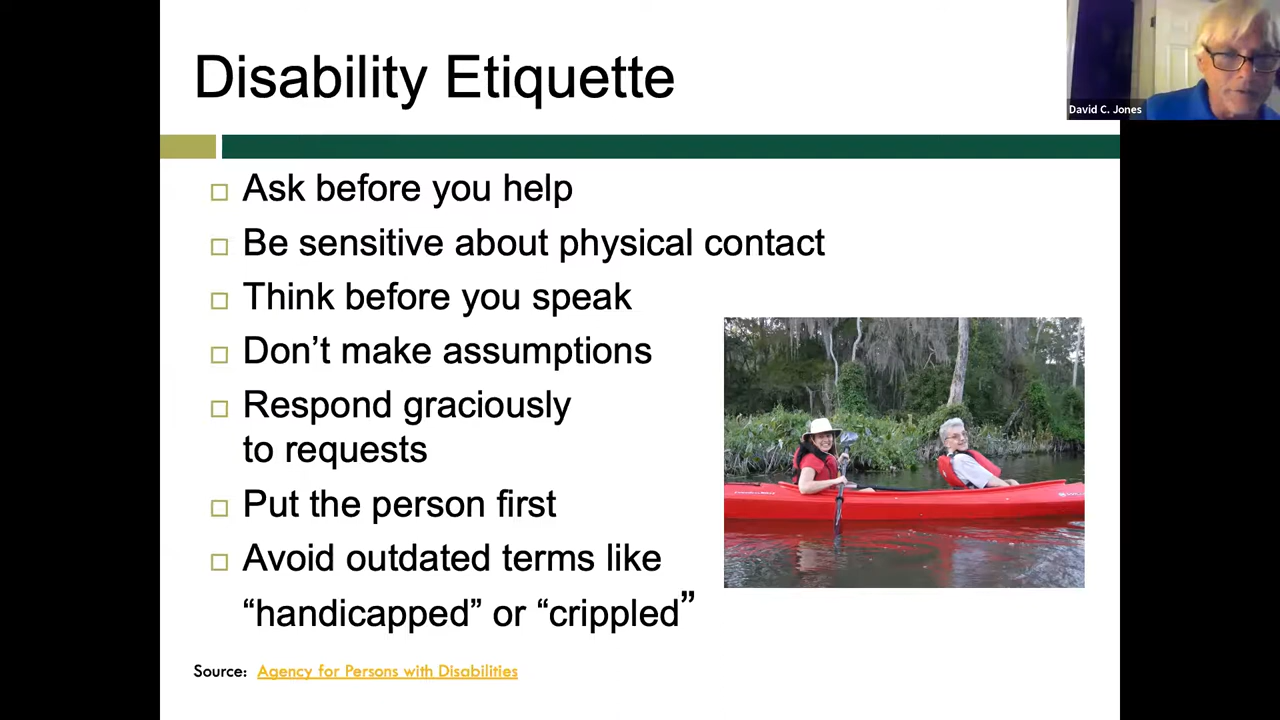 Disability Etiquette
David C. Jones
Ask before you help
Be sensitive about physical contact
Think before you speak
Don’t make assumptions
Respond graciously
to requests
Put the person first
Avoid outdated terms like
“handicapped” or “crippled”
Source: Agency for Persons with Disabilities